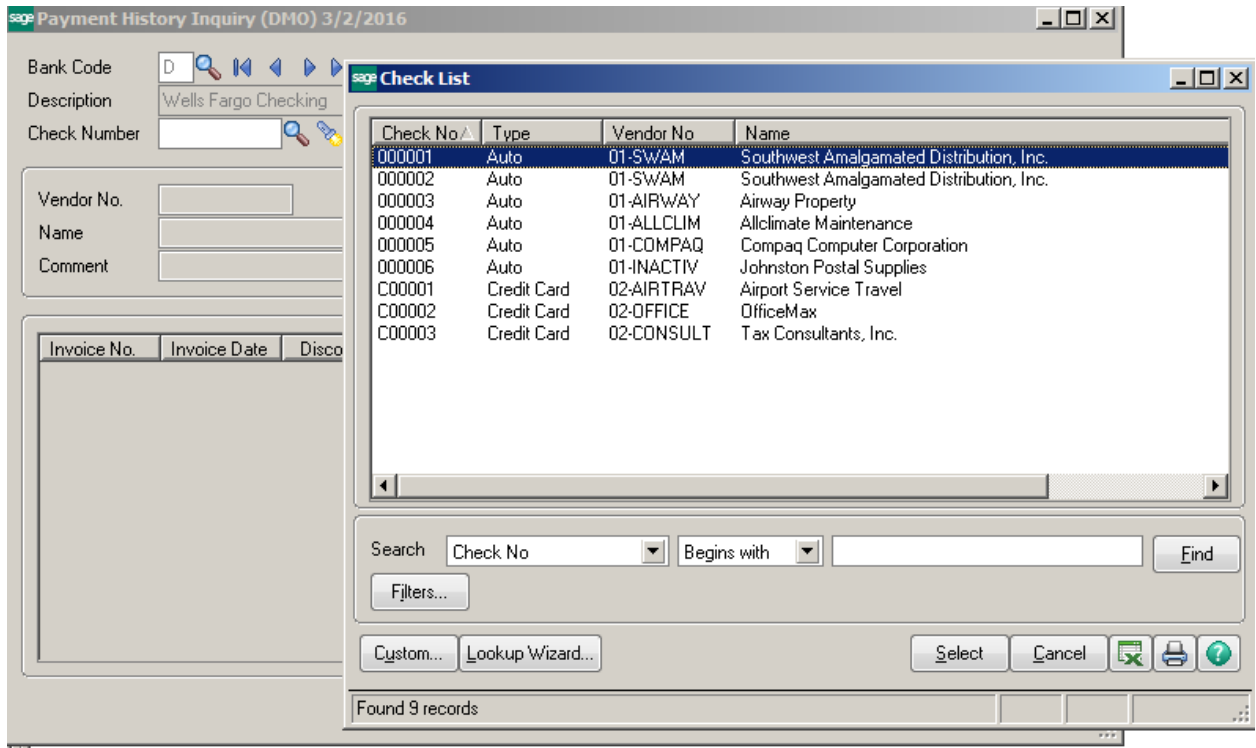 sage Payment History Inquiry (DMO) 3/2/2016
Bank Code D
Description Wells Fargo Checking
Check Number
Vendor No.
Name
Comment
Invoice No. Invoice Date Disco
sage Check List
Check No. Type Vendor No Name
000001 Auto 01-SWAM Southwest Amalgamated Distribution, Inc.
000002 Auto 01-SWAM Southwest Amalgamated Distribution, Inc.
000003 Auto 01-AIRWAY Airway Property
000004 Auto 01-ALLCLIM Allclimate Maintenance
000005 Auto 01-COMPAQ Compaq Computer Corporation
000006 Auto 01-INACTIV Johnston Postal Supplies
C00001 Credit Card 02-AIRTRAV Airport Service Travel
C00002 Credit Card 02-OFFICE OfficeMax
C00003 Credit Card 02-CONSULT Tax Consultants, Inc.
Search Check No Begins with Find
Filters...
Custom... Lookup Wizard... Select Cancel
Found 9 records